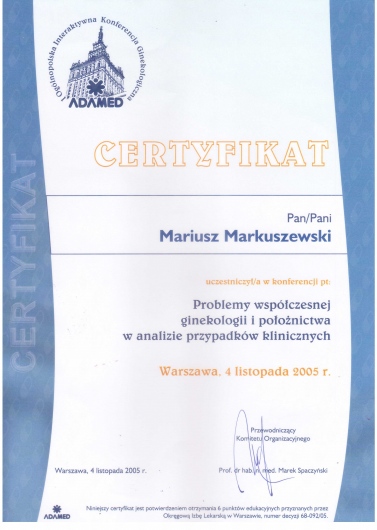 I Ogólnopolska Interaktywna Konferencja Ginekologiczna
ADAMED
CERTYFIKAT
CERTYFIKAT
Pan/Pani
Mariusz Markuszewski
uczestniczył/a w konferencji pt:
Problemy współczesnej
ginekologii i położnictwa
w analizie przypadków klinicznych
Warszawa, 4 listopada 2005 r.
Przewodniczący
Komitetu Organizacyjnego
Warszawa, 4 listopada 2005 r.
Prof. dr hab. n. med. Marek Spaczyński
ADAMED
Niniejszy certyfikat jest potwierdzeniem otrzymania 6 punktów edukacyjnych przyznanych przez
Okręgową Izbę Lekarską w Warszawie, numer decyzji 68-092/05.